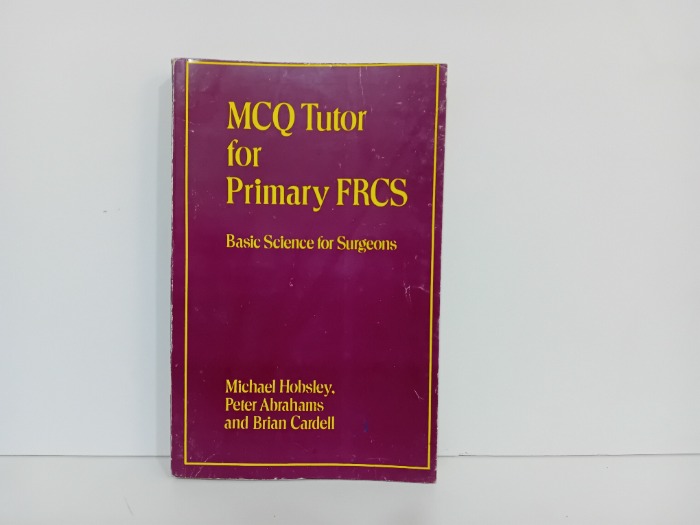 MCQ Tutor
for
Primary FRCS
Basic Science for Surgeons
Michael Hobsley,
Peter Abrahams
and Brian Cardell